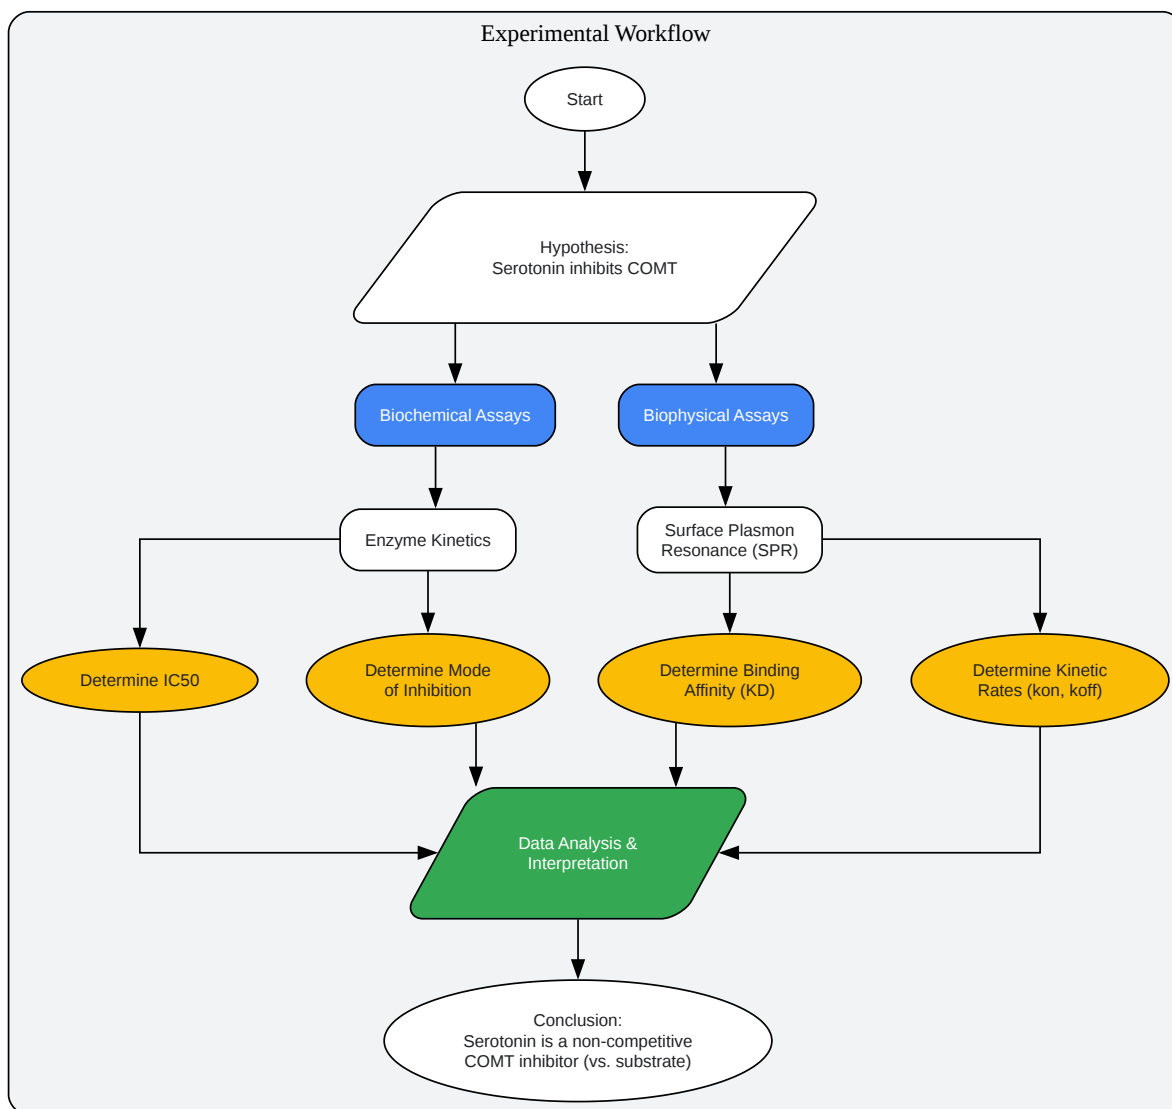 Experimental Workflow
Start
Hypothesis:
Serotonin inhibits COMT
Biochemical Assays
Biophysical Assays
Enzyme Kinetics
Surface Plasmon
Resonance (SPR)
Determine IC50
Determine Mode
of Inhibition
Determine Binding
Affinity (KD)
Determine Kinetic
Rates (kon, koff)
Data Analysis &
Interpretation
Conclusion:
Serotonin is a non-competitive
COMT inhibitor (vs. substrate)